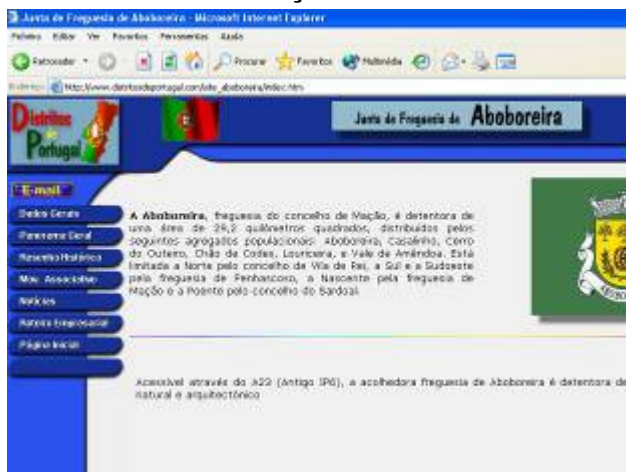 Junta de Freguesia de Aboboreira - Microsoft Internet Explorer
Ficheiro Editar Ver Favoritos Ferramentas Ajuda
Retroceder Procurar Favoritos Multimédia
Distritos
de
Portugal
Junta de Freguesia de Aboboreira
E-mail
Dados Gerais
Panorama Geral
Resenha Histórica
Mov. Associativo
Notícias
Roteiro Empresarial
Página Inicial
A Aboboreira, freguesia do concelho de Mação, é detentora de
uma área de 29,2 quilómetros quadrados, distribuídos pelos
seguintes agregados populacionais: Aboboreira, Casalinho, Cerro
do Outeiro, Chão de Codes, Louriceira, e Vale de Amêndoa. Está
limitada a Norte pelo concelho de Vila de Rei, a Sul e a Sudoeste
pela freguesia de Penhascoso, a Nascente pela freguesia de
Mação e a Poente pelo concelho do Sardoal.
Acessível através do A23 (Antigo IP6), a acolhedora freguesia de Aboboreira é detentora de
natural e arquitectónico